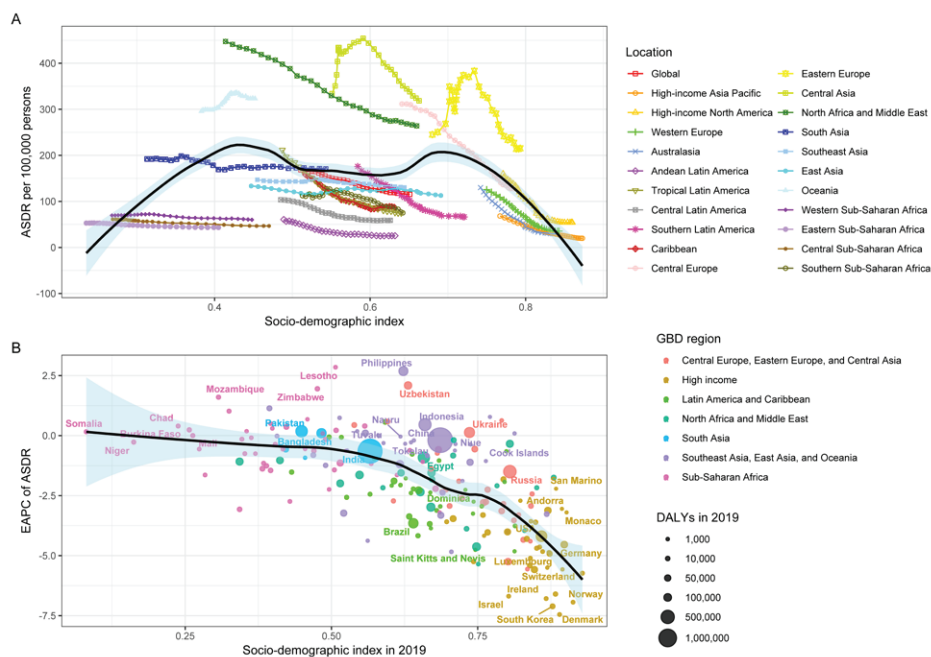 A
ASDR per 100,000 persons
400
300
200
100
0
-100
0.4
0.6
0.8
Socio-demographic index
Location
Global
High-income Asia Pacific
High-income North America
Western Europe
Australasia
Andean Latin America
Tropical Latin America
Central Latin America
Southern Latin America
Caribbean
Central Europe
Eastern Europe
Central Asia
North Africa and Middle East
South Asia
Southeast Asia
East Asia
Oceania
Western Sub-Saharan Africa
Eastern Sub-Saharan Africa
Central Sub-Saharan Africa
Southern Sub-Saharan Africa
B
EAPC of ASDR
2.5
0.0
-2.5
-5.0
-7.5
0.25
0.50
0.75
Socio-demographic index in 2019
Philippines
Lesotho
Uzbekistan
Mozambique
Zimbabwe
Somalia
Chad
Burkina Faso
Niger
Mali
Pakistan
Bangladesh
India
Nauru
Indonesia
Tuvalu
China
Ukraine
Niue
Tokelau
Cook Islands
Egypt
Russia
San Marino
Dominica
Andorra
Monaco
Brazil
Saint Kitts and Nevis
Luxembourg
Germany
Switzerland
Ireland
Norway
Israel
South Korea
Denmark
GBD region
Central Europe, Eastern Europe, and Central Asia
High income
Latin America and Caribbean
North Africa and Middle East
South Asia
Southeast Asia, East Asia, and Oceania
Sub-Saharan Africa
DALYs in 2019
1,000
10,000
50,000
100,000
500,000
1,000,000